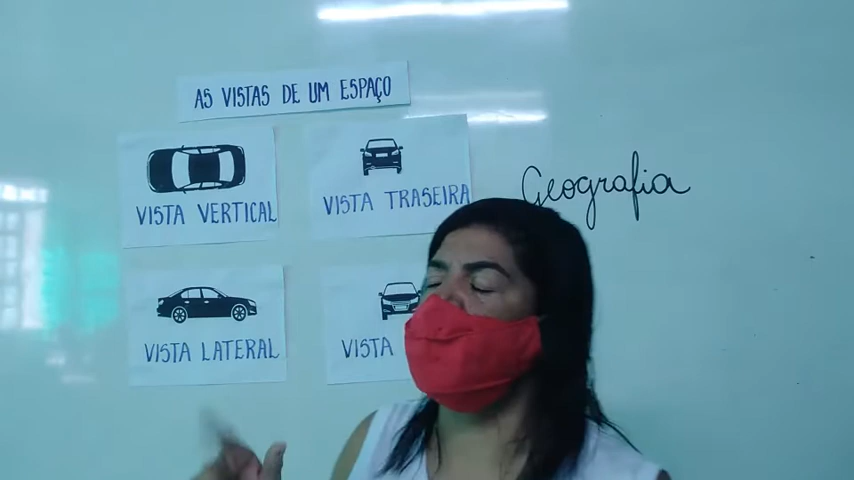 AS VISTAS DE UM ESPAÇO
VISTA VERTICAL
VISTA TRASEIRA
Geografia
VISTA LATERAL
VISTA